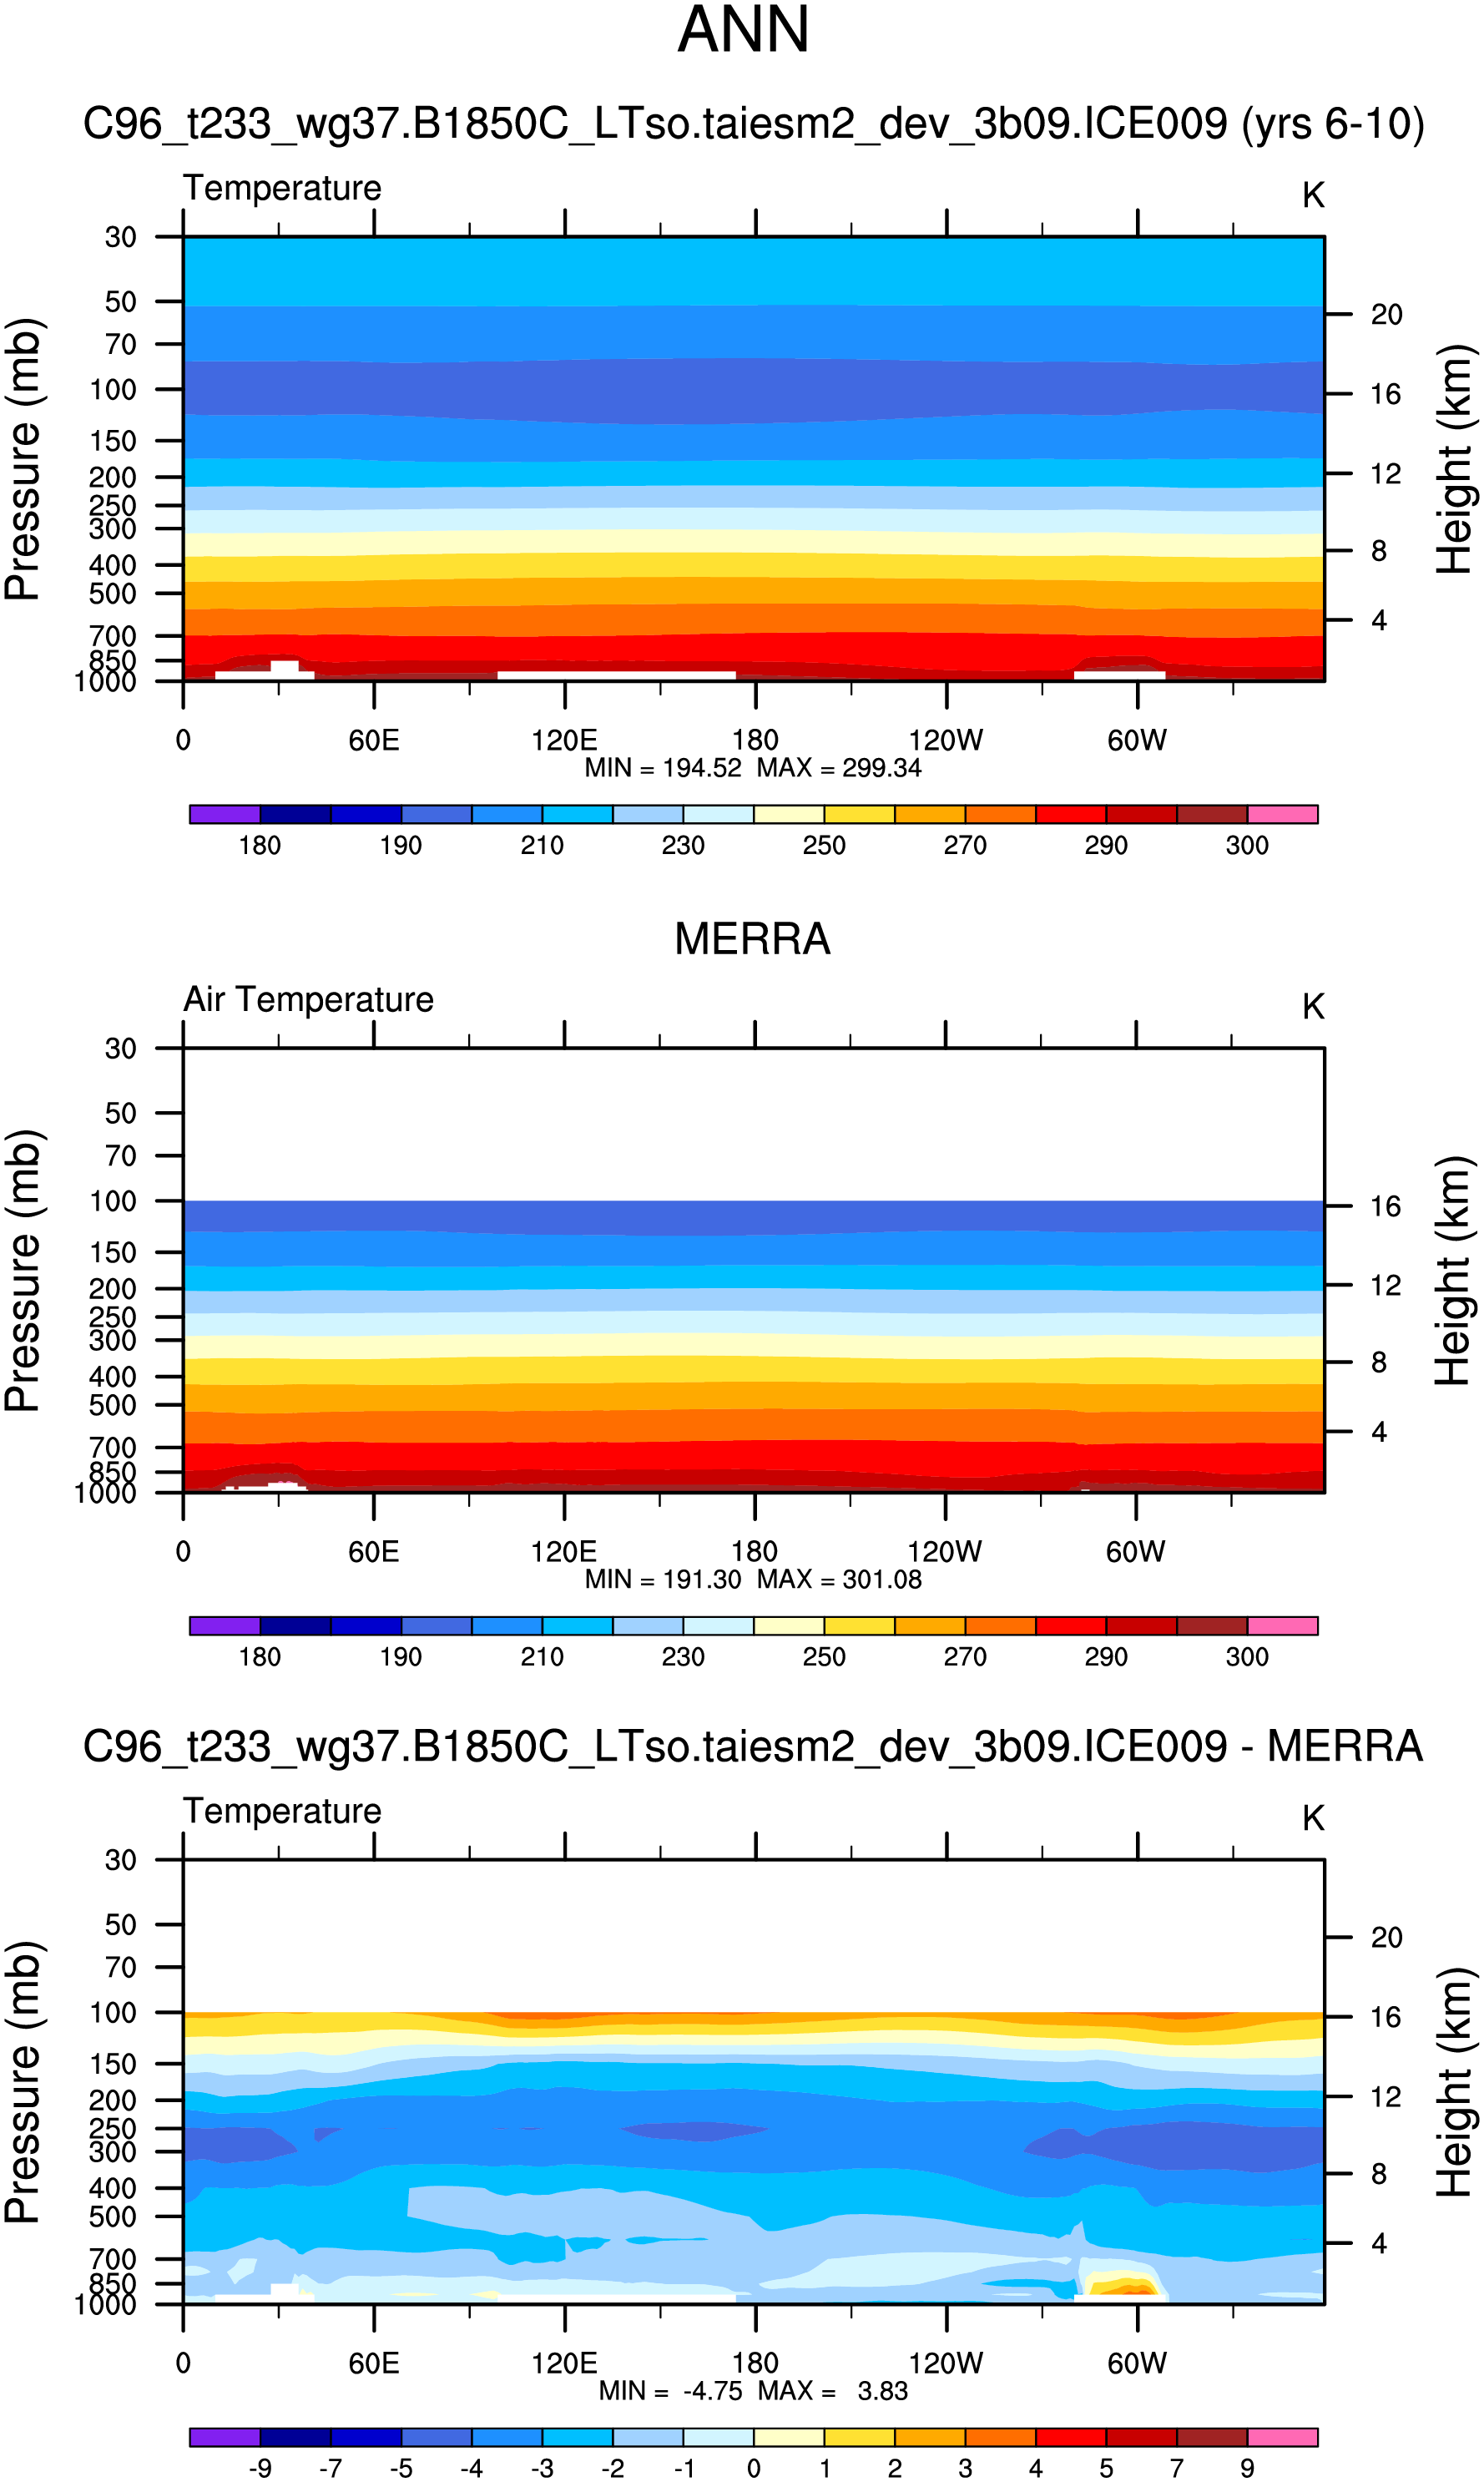 ANN
C96_t233_wg37.B1850C_LTso.taiesm2_dev_3b09.ICE009 (yrs 6-10)
Temperature K
Pressure (mb)
30
50
70
100
150
200
250
300
400
500
700
850
1000
20
16
12
8
4
Height (km)
0 60E 120E 180 120W 60W
MIN = 194.52 MAX = 299.34
180 190 210 230 250 270 290 300
MERRA
Air Temperature K
Pressure (mb)
30
50
70
100
150
200
250
300
400
500
700
850
1000
16
12
8
4
Height (km)
0 60E 120E 180 120W 60W
MIN = 191.30 MAX = 301.08
180 190 210 230 250 270 290 300
C96_t233_wg37.B1850C_LTso.taiesm2_dev_3b09.ICE009 - MERRA
Temperature K
Pressure (mb)
30
50
70
100
150
200
250
300
400
500
700
850
1000
20
16
12
8
4
Height (km)
0 60E 120E 180 120W 60W
MIN = -4.75 MAX = 3.83
-9 -7 -5 -4 -3 -2 -1 0 1 2 3 4 5 7 9